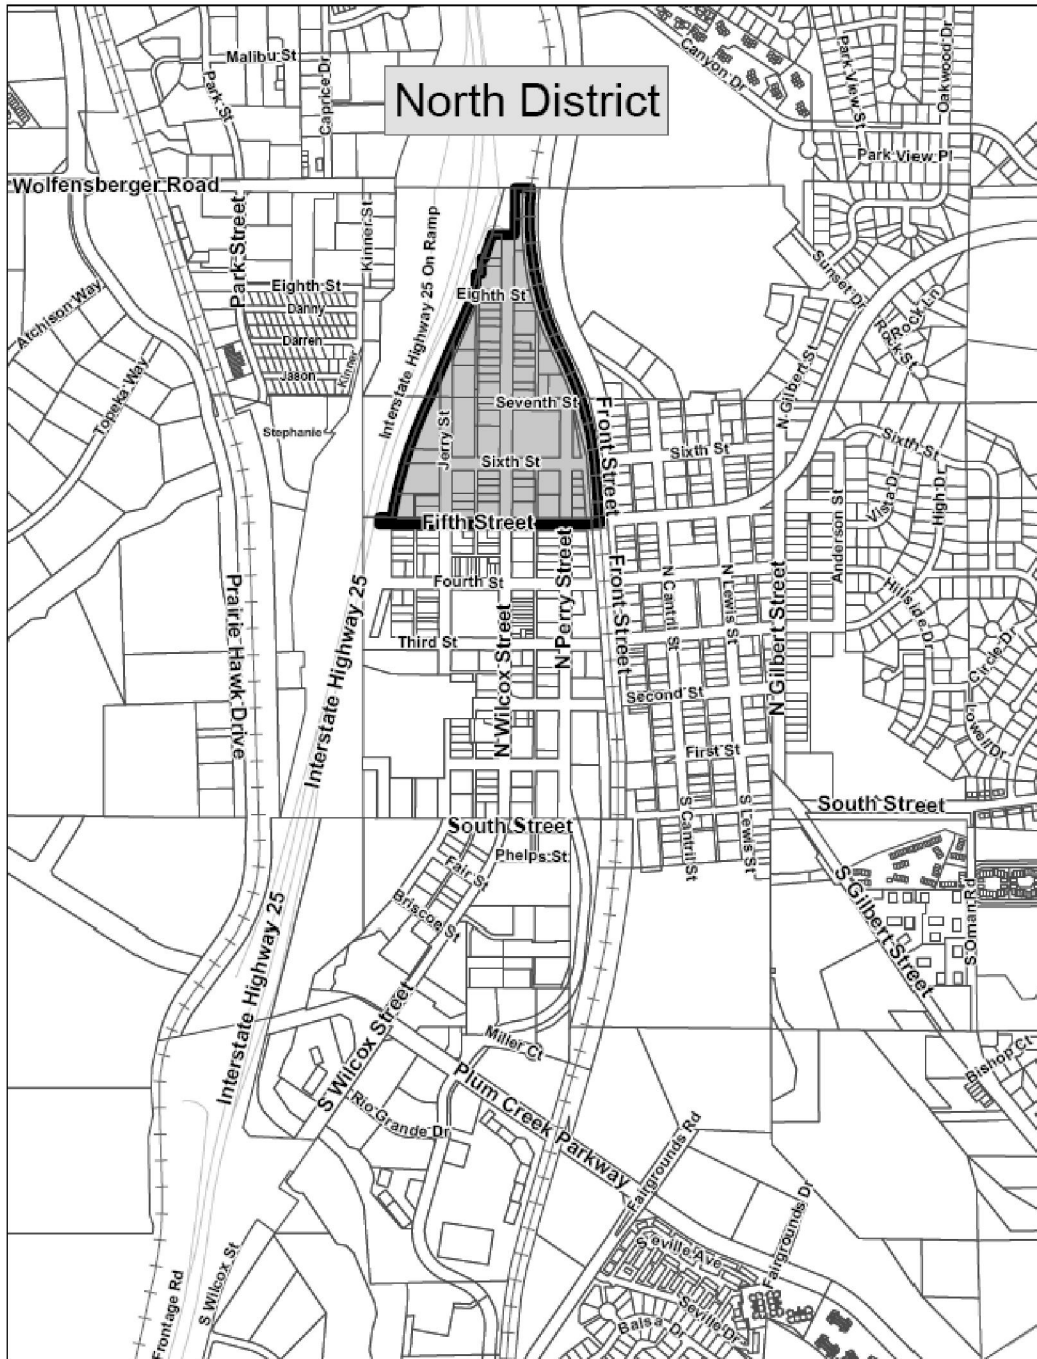 North District
Malibu St
Caprice Dr
Park St
Canyon Dr
Park View St
Oakwood Dr
Park View Pl
Wolfensberger Road
Park Street
Kinner St
Interstate Highway 25 On Ramp
Eighth St
Eighth St
Danny
Darren
Jason
Kinner
Stephanie
Atchison Way
Topeka Way
Sunset Dr
Rock Ln
Rock St
N Gilbert St
Jerry St
Seventh St
Front Street
Sixth St
Sixth St
Sixth St
Vista Dr
High Dr
Anderson St
Fifth Street
Fourth St
N Perry Street
Front Street
N Cantril St
N Lewis St
N Gilbert Street
Hillside Dr
Circle Dr
Lowell Dr
Prairie Hawk Drive
Interstate Highway 25
Third St
N Wilcox Street
Second St
First St
South Street
South Street
Phelps St
Fair St
Briscoe St
S Cantril St
S Lewis St
S Gilbert Street
S Oman Rd
Interstate Highway 25
S Wilcox Street
Miller Ct
Plum Creek Parkway
Rio Grande Dr
Bishop Ct
Fairgrounds Rd
Fairgrounds Dr
Seville Ave
Seville Dr
Balsa Dr
S Wilcox St
Frontage Rd